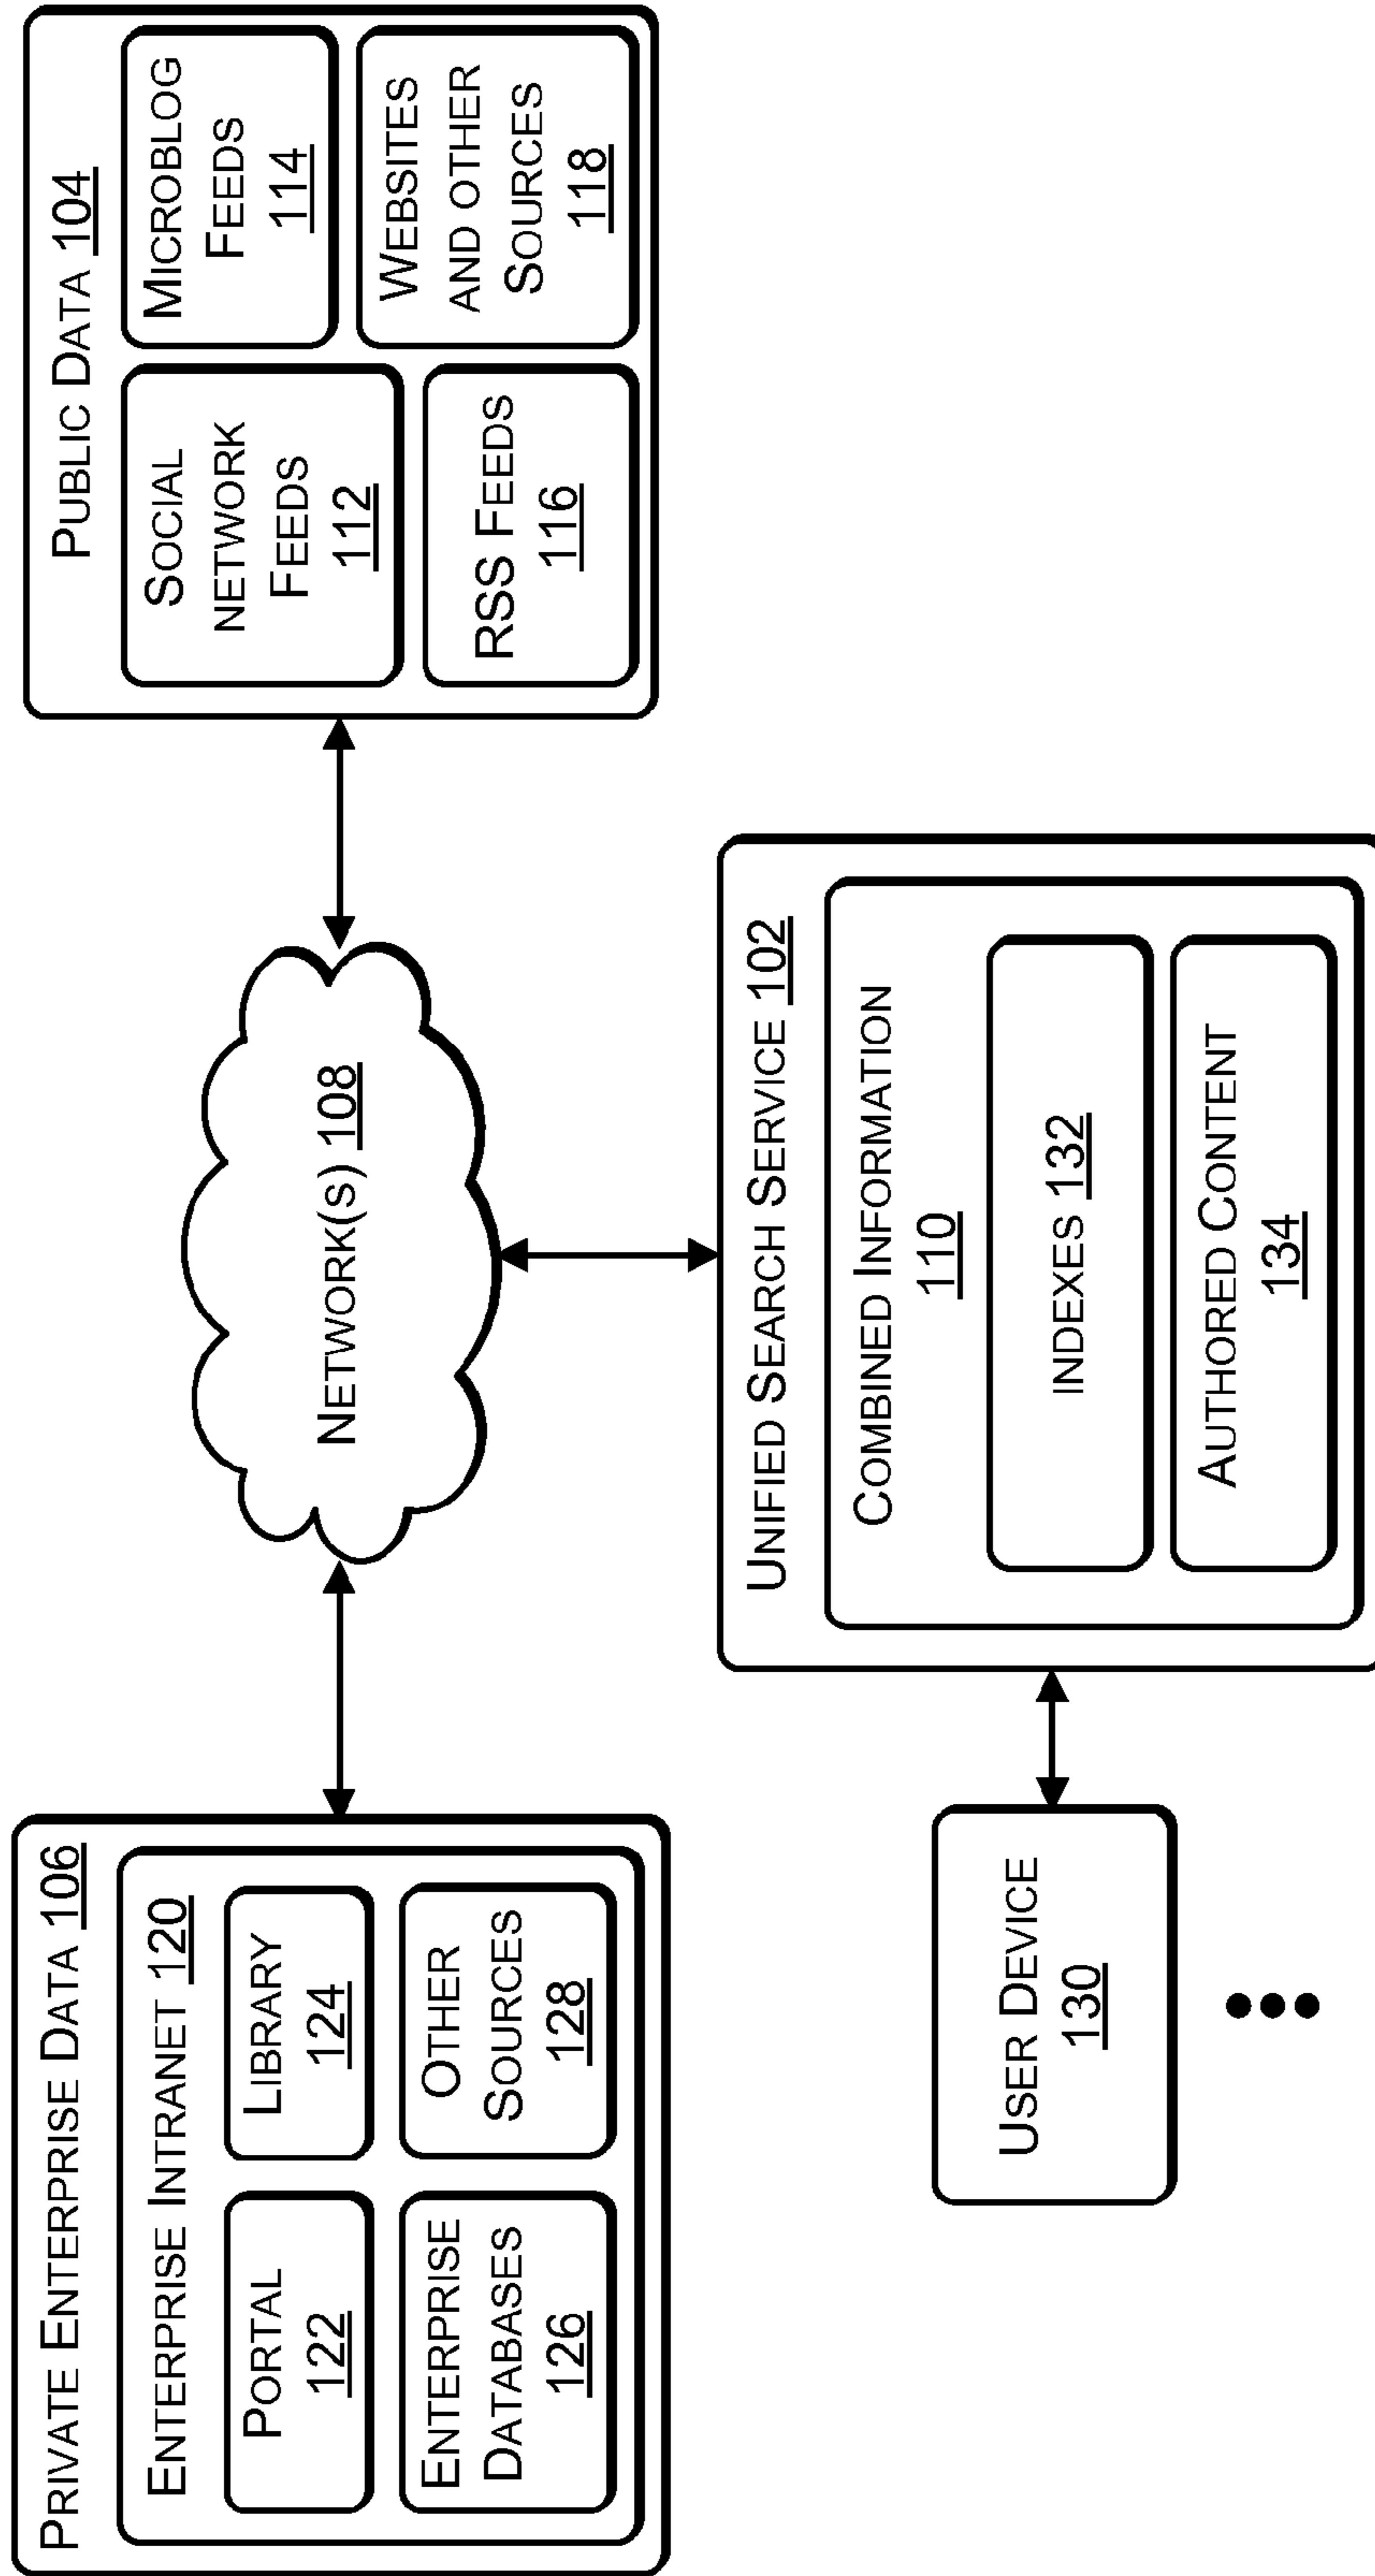 PRIVATE ENTERPRISE DATA 106
ENTERPRISE INTRANET 120
PORTAL
122
LIBRARY
124
ENTERPRISE
DATABASES
126
OTHER
SOURCES
128
NETWORK(S) 108
PUBLIC DATA 104
SOCIAL
NETWORK
FEEDS
112
MICROBLOG
FEEDS
114
RSS FEEDS
116
WEBSITES
AND OTHER
SOURCES
118
USER DEVICE
130
UNIFIED SEARCH SERVICE 102
COMBINED INFORMATION
110
INDEXES 132
AUTHORED CONTENT
134